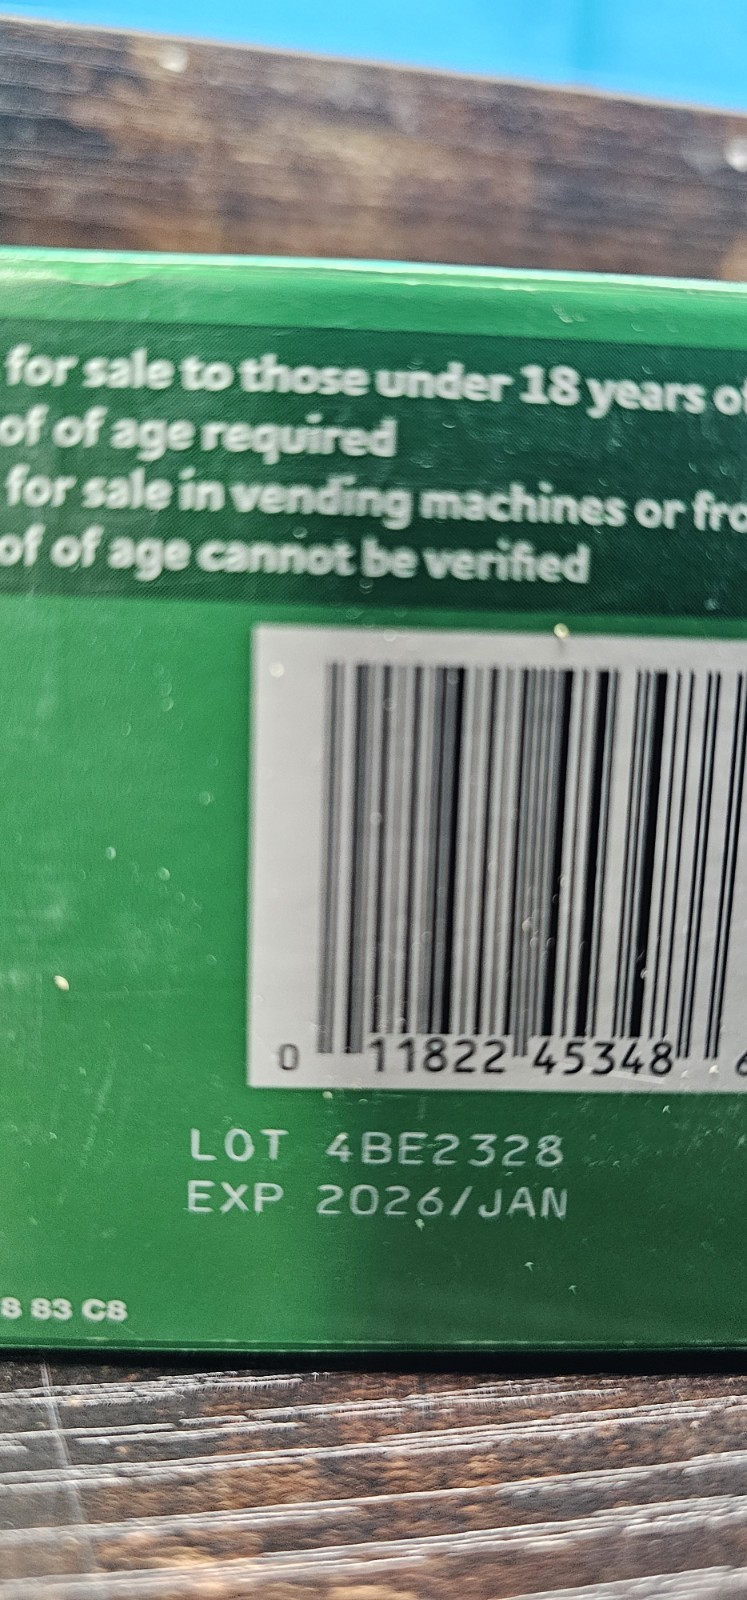 for sale to those under 18 years of
of of age required
for sale in vending machines or fro
of of age cannot be verified
0 11822 45348 6
LOT 4BE2328
EXP 2026/JAN
8 83 C8